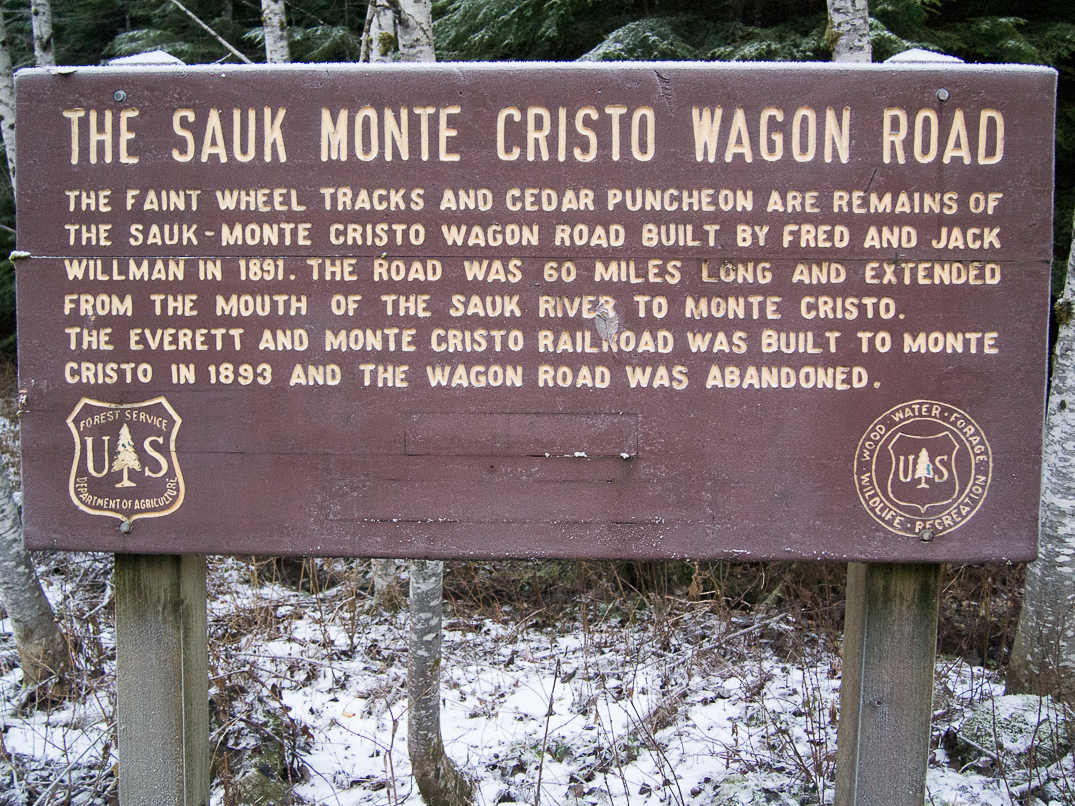 THE SAUK MONTE CRISTO WAGON ROAD
THE FAINT WHEEL TRACKS AND CEDAR PUNCHEON ARE REMAINS OF
THE SAUK-MONTE CRISTO WAGON ROAD BUILT BY FRED AND JACK
WILLMAN IN 1891. THE ROAD WAS 60 MILES LONG AND EXTENDED
FROM THE MOUTH OF THE SAUK RIVER TO MONTE CRISTO.
THE EVERETT AND MONTE CRISTO RAILROAD WAS BUILT TO MONTE
CRISTO IN 1893 AND THE WAGON ROAD WAS ABANDONED.
FOREST SERVICE
U S
DEPARTMENT OF AGRICULTURE
WOOD · WATER · FORAGE
U S
WILDLIFE · RECREATION